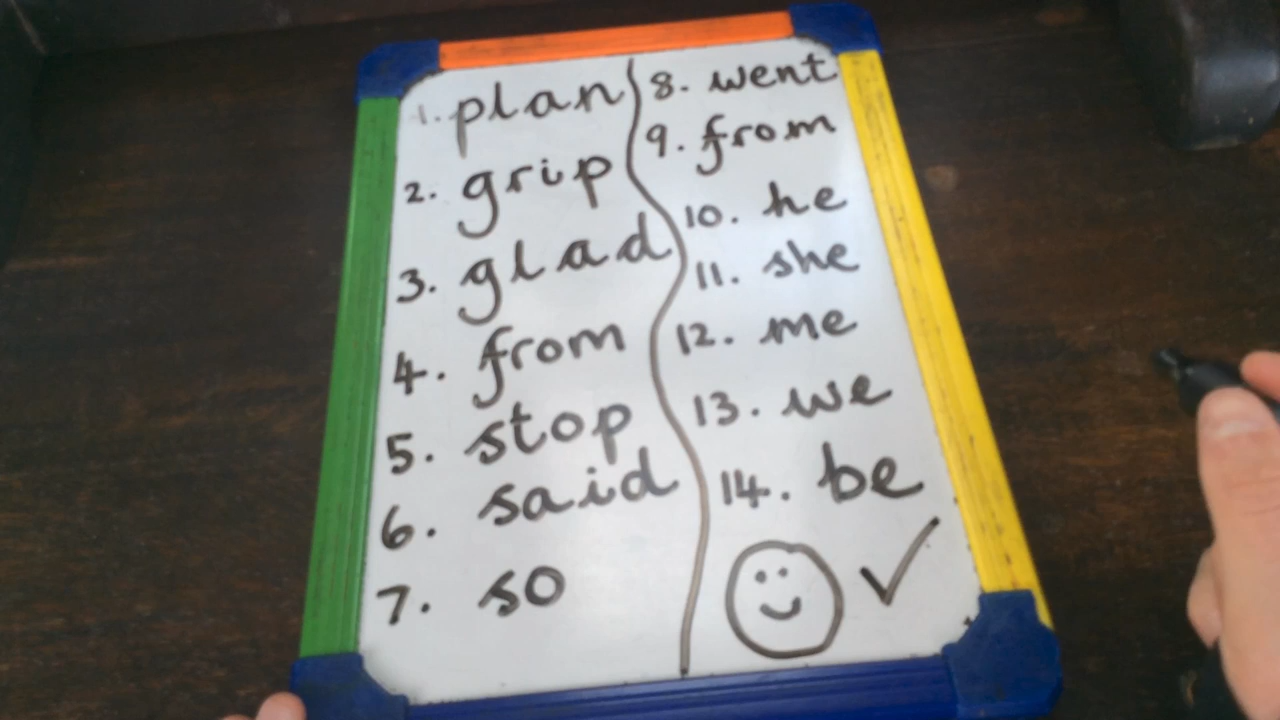 1. plan
2. grip
3. glad
4. from
5. stop
6. said
7. so
8. went
9. from
10. he
11. she
12. me
13. we
14. be